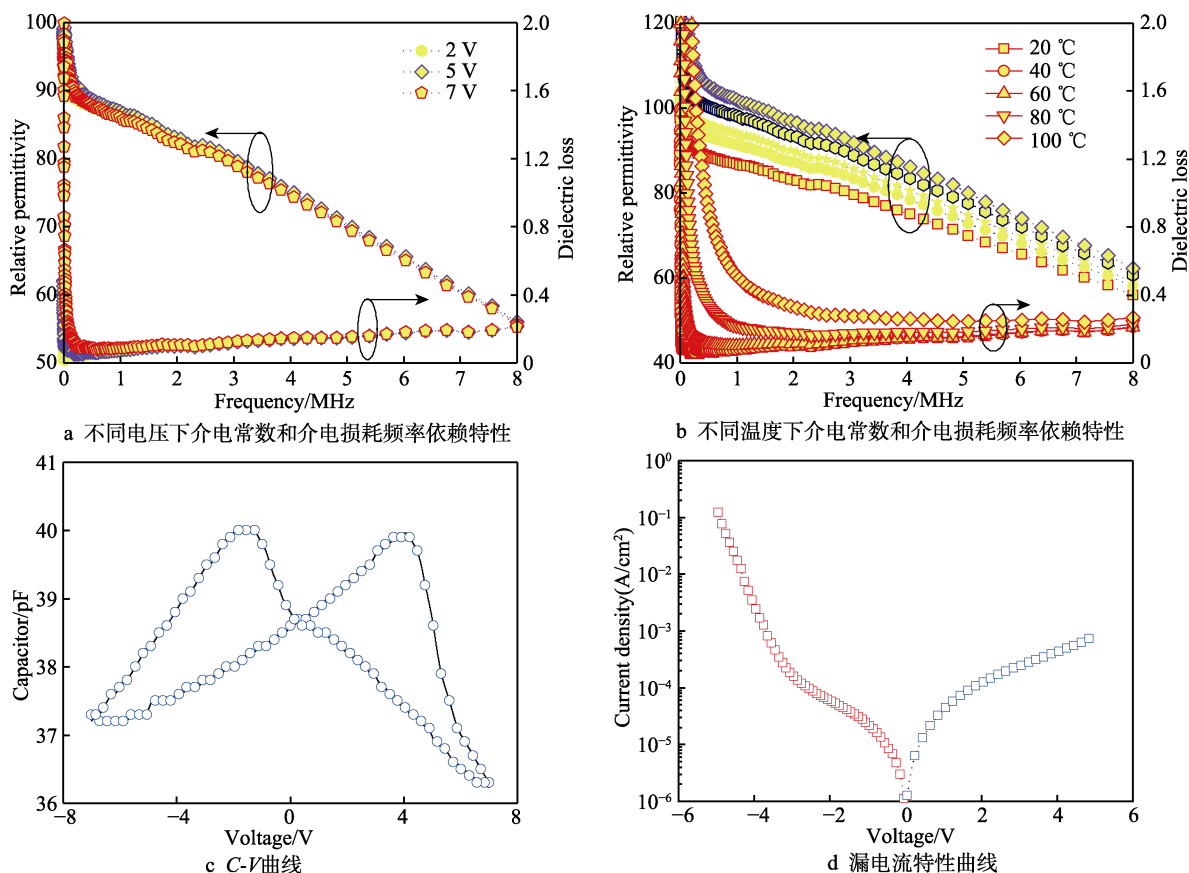 100
90
80
70
60
50
Relative permittivity
2.0
1.6
1.2
0.8
0.4
0
Dielectric loss
2 V
5 V
7 V
0 1 2 3 4 5 6 7 8
Frequency/MHz
a 不同电压下介电常数和介电损耗频率依赖特性
120
100
80
60
40
Relative permittivity
2.0
1.6
1.2
0.8
0.4
0
Dielectric loss
20 ℃
40 ℃
60 ℃
80 ℃
100 ℃
0 1 2 3 4 5 6 7 8
Frequency/MHz
b 不同温度下介电常数和介电损耗频率依赖特性
41
40
39
38
37
36
Capacitor/pF
−8 −4 0 4 8
Voltage/V
c C-V曲线
10⁰
10⁻¹
10⁻²
10⁻³
10⁻⁴
10⁻⁵
10⁻⁶
Current density(A/cm²)
−6 −4 −2 0 2 4 6
Voltage/V
d 漏电流特性曲线